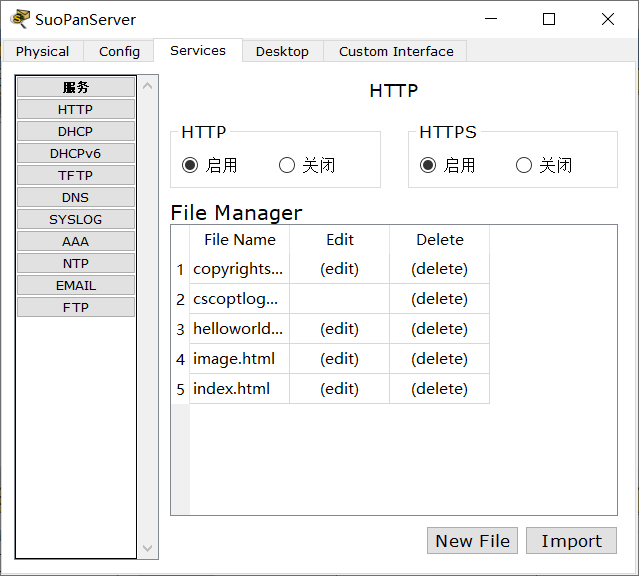 SuoPanServer
Physical Config Services Desktop Custom Interface
服务
HTTP
DHCP
DHCPv6
TFTP
DNS
SYSLOG
AAA
NTP
EMAIL
FTP
HTTP
HTTP HTTPS
启用 关闭 启用 关闭
File Manager
File Name Edit Delete
1 copyrights... (edit) (delete)
2 cscoptlog... (delete)
3 helloworld... (edit) (delete)
4 image.html (edit) (delete)
5 index.html (edit) (delete)
New File Import